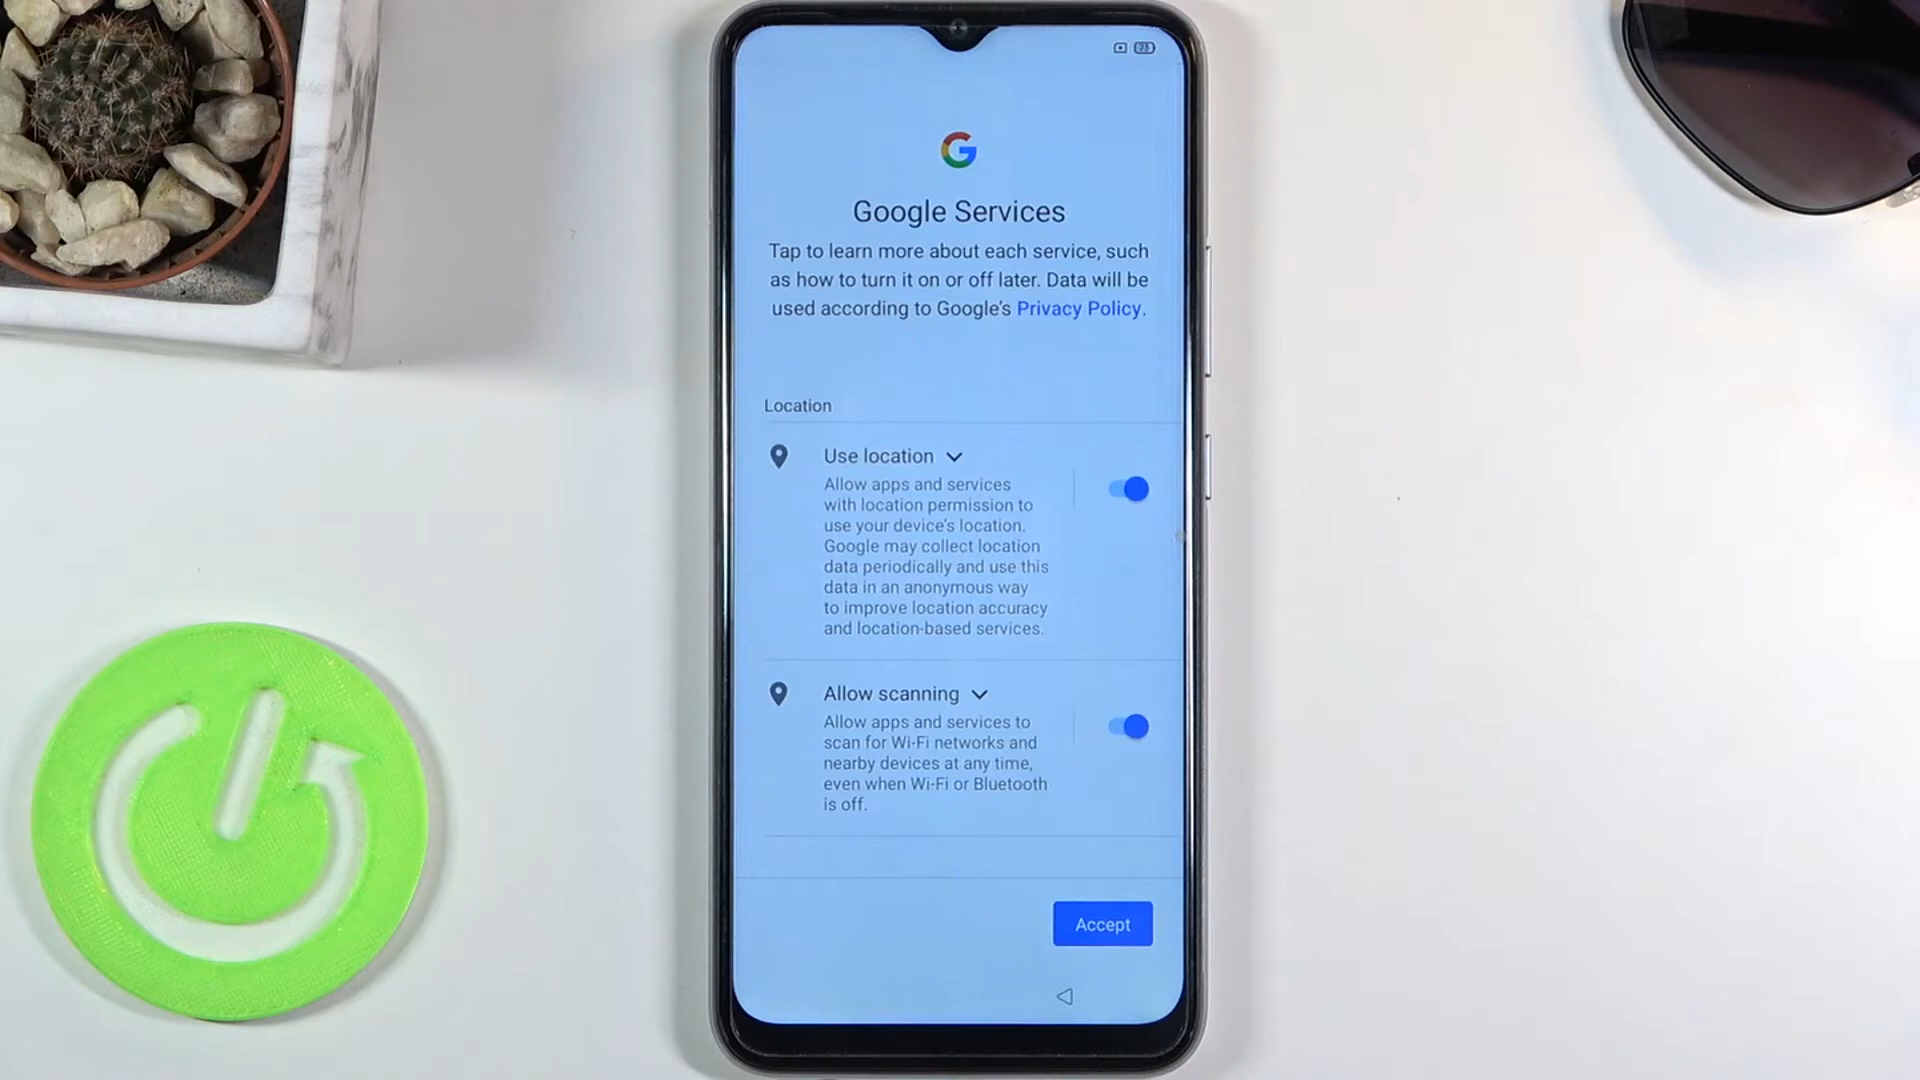 Google Services
Tap to learn more about each service, such
as how to turn it on or off later. Data will be
used according to Google's Privacy Policy.
Location
Use location
Allow apps and services
with location permission to
use your device's location.
Google may collect location
data periodically and use this
data in an anonymous way
to improve location accuracy
and location-based services.
Allow scanning
Allow apps and services to
scan for Wi-Fi networks and
nearby devices at any time,
even when Wi-Fi or Bluetooth
is off.
Accept